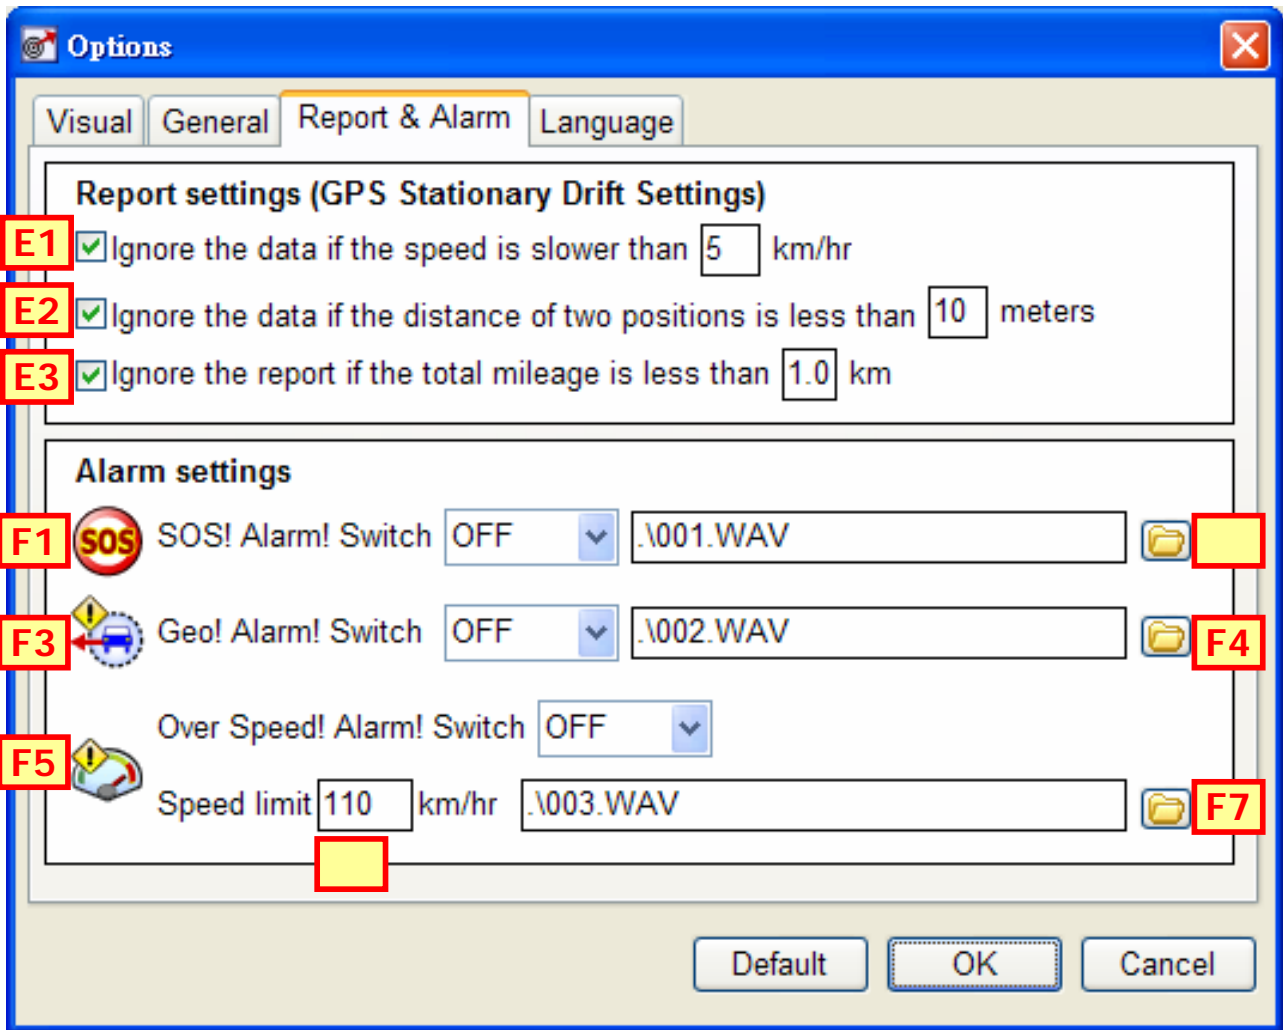 Options
Visual General Report & Alarm Language
Report settings (GPS Stationary Drift Settings)
E1 Ignore the data if the speed is slower than 5 km/hr
E2 Ignore the data if the distance of two positions is less than 10 meters
E3 Ignore the report if the total mileage is less than 1.0 km
Alarm settings
F1 SOS SOS! Alarm! Switch OFF .\001.WAV
F3 ! Geo! Alarm! Switch OFF .\002.WAV F4
Over Speed! Alarm! Switch OFF
F5 ! Speed limit 110 km/hr .\003.WAV F7
Default OK Cancel